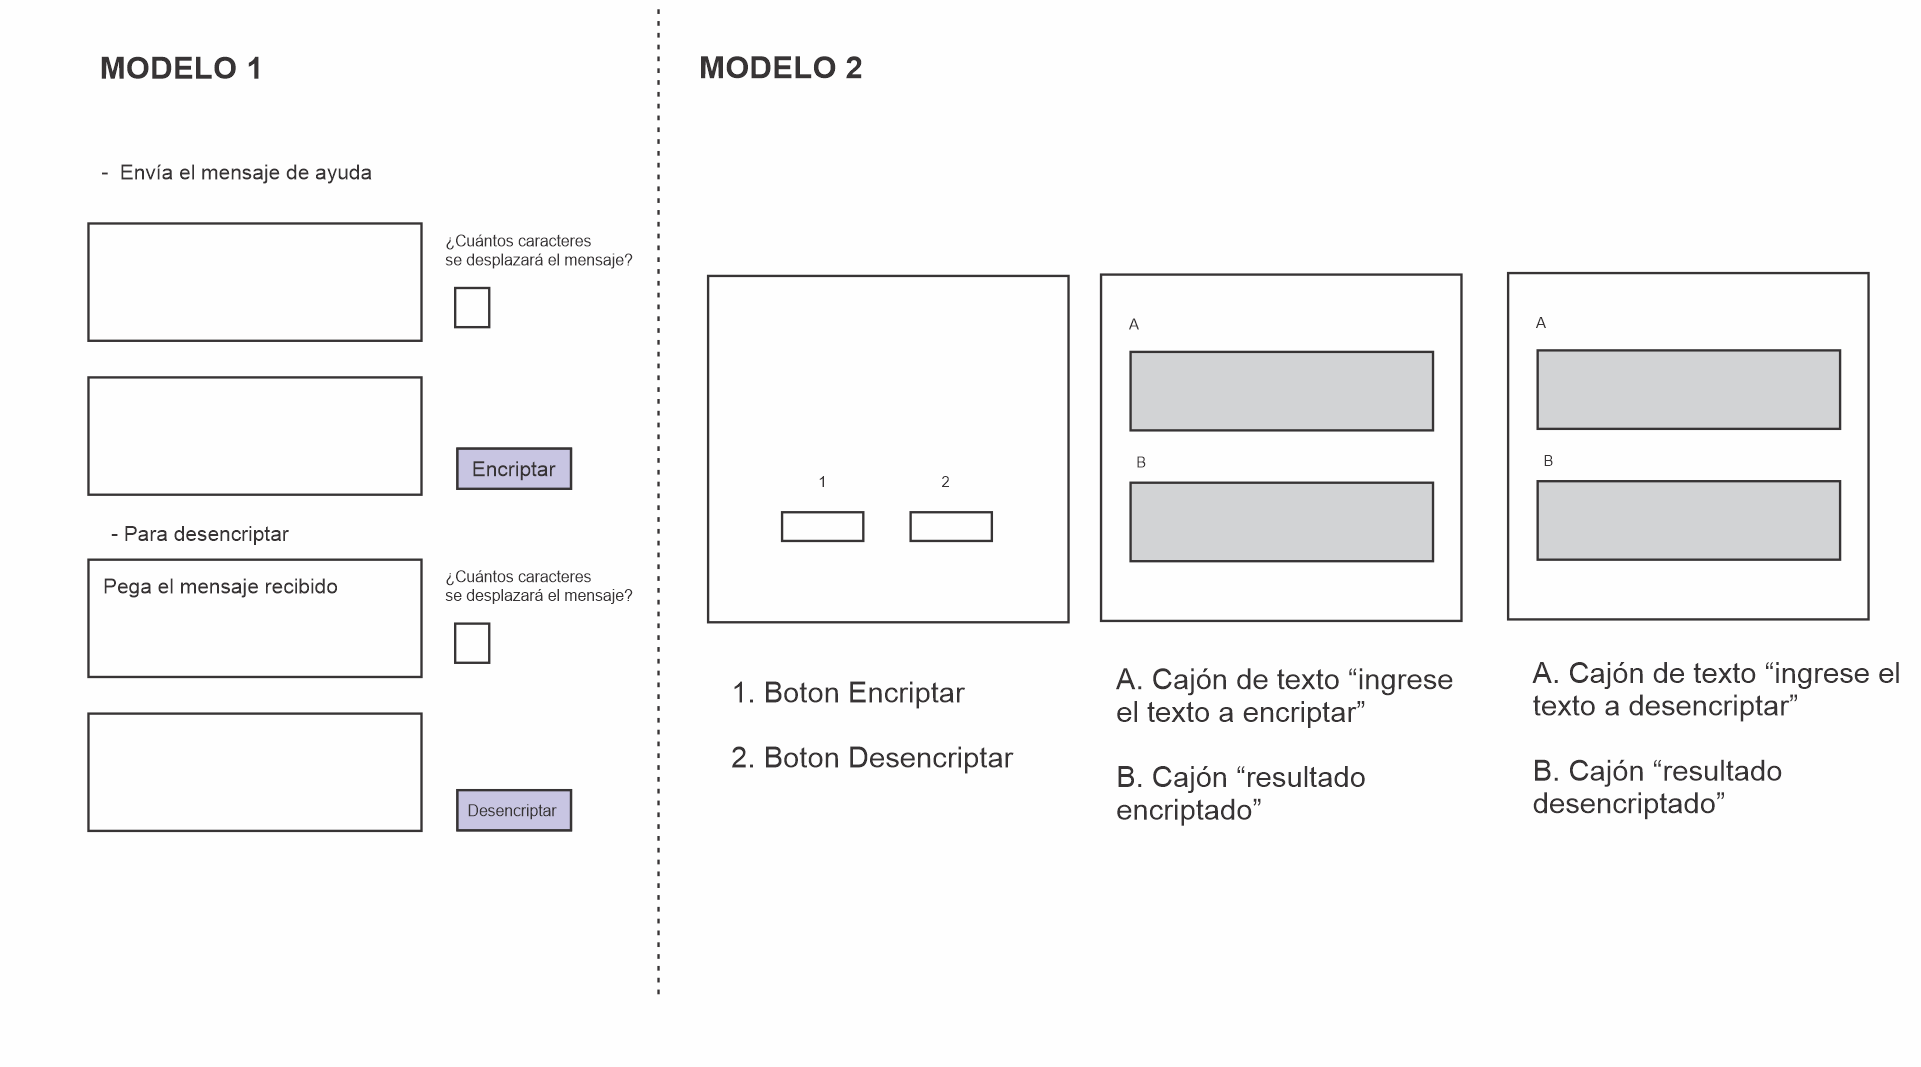 MODELO 1
- Envía el mensaje de ayuda
¿Cuántos caracteres
se desplazará el mensaje?
Encriptar
- Para desencriptar
Pega el mensaje recibido
¿Cuántos caracteres
se desplazará el mensaje?
Desencriptar
MODELO 2
1
2
1. Boton Encriptar
2. Boton Desencriptar
A
B
A. Cajón de texto “ingrese
el texto a encriptar”
B. Cajón “resultado
encriptado”
A
B
A. Cajón de texto “ingrese el
texto a desencriptar”
B. Cajón “resultado
desencriptado”